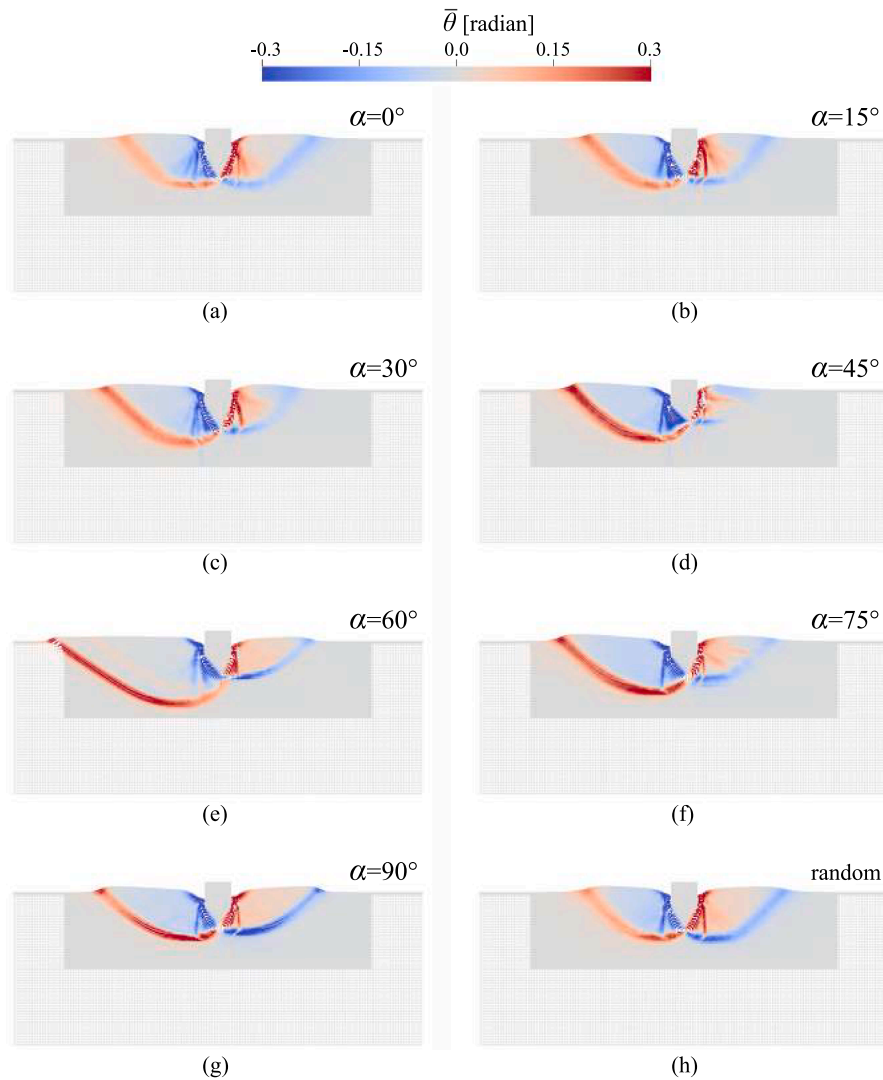 θ̅ [radian]
-0.3 -0.15 0.0 0.15 0.3
α=0° α=15°
(a) (b)
α=30° α=45°
(c) (d)
α=60° α=75°
(e) (f)
α=90° random
(g) (h)